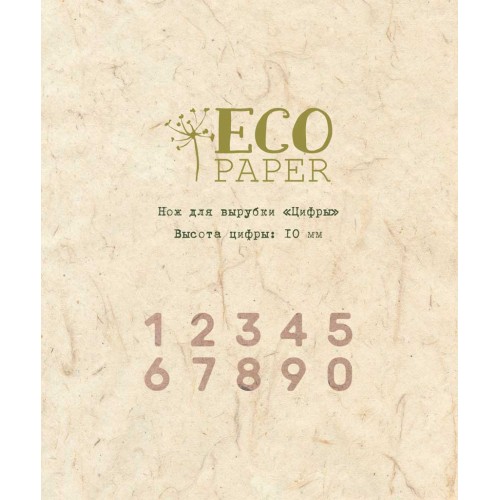 ECO
PAPER
Нож для вырубки «Цифры»
Высота цифры: 10 мм
1 2 3 4 5
6 7 8 9 0